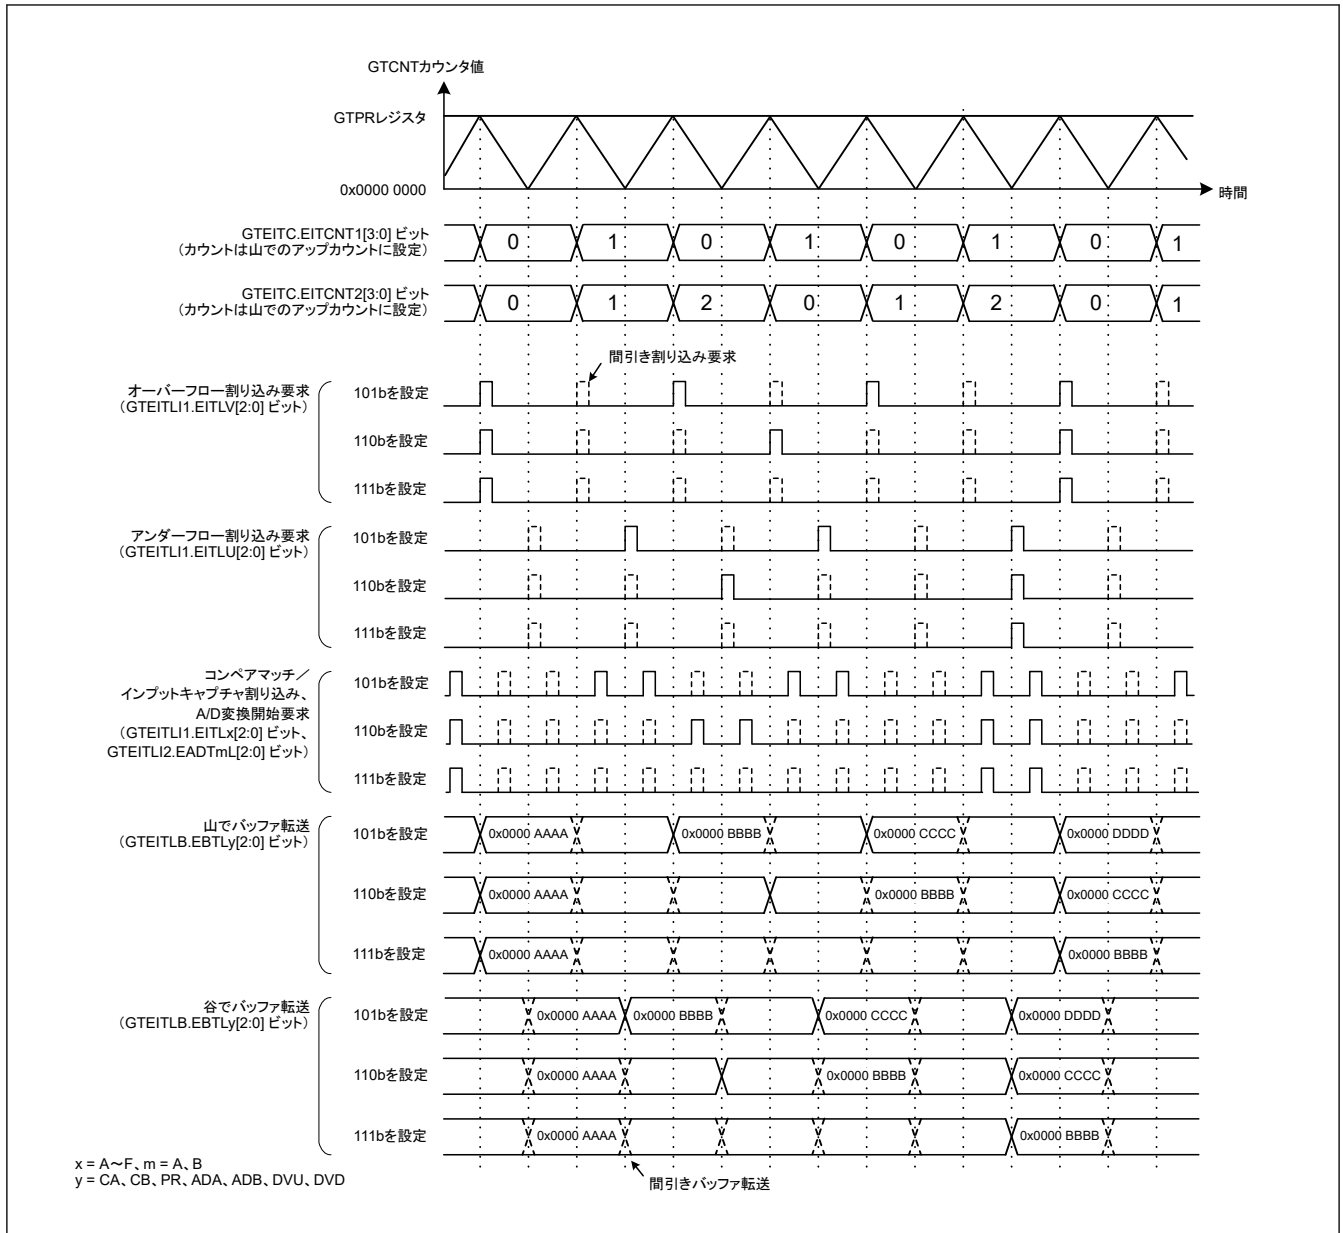 GTCNTカウンタ値
GTPRレジスタ
0x0000 0000
時間
GTEITC.EITCNT1[3:0] ビット
（カウントは山でのアップカウントに設定）
0 1 0 1 0 1 0 1
GTEITC.EITCNT2[3:0] ビット
（カウントは山でのアップカウントに設定）
0 1 2 0 1 2 0 1
間引き割り込み要求
オーバーフロー割り込み要求
（GTEITLI1.EITLV[2:0] ビット）
101bを設定
110bを設定
111bを設定
アンダーフロー割り込み要求
（GTEITLI1.EITLU[2:0] ビット）
101bを設定
110bを設定
111bを設定
コンペアマッチ／
インプットキャプチャ割り込み、
A/D変換開始要求
（GTEITLI1.EITLx[2:0] ビット、
GTEITLI2.EADTmL[2:0] ビット）
101bを設定
110bを設定
111bを設定
山でバッファ転送
（GTEITLB.EBTLy[2:0] ビット）
101bを設定 0x0000 AAAA 0x0000 BBBB 0x0000 CCCC 0x0000 DDDD
110bを設定 0x0000 AAAA 0x0000 BBBB 0x0000 CCCC
111bを設定 0x0000 AAAA 0x0000 BBBB
谷でバッファ転送
（GTEITLB.EBTLy[2:0] ビット）
101bを設定 0x0000 AAAA 0x0000 BBBB 0x0000 CCCC 0x0000 DDDD
110bを設定 0x0000 AAAA 0x0000 BBBB 0x0000 CCCC
111bを設定 0x0000 AAAA 0x0000 BBBB
x = A～F、m = A、B
y = CA、CB、PR、ADA、ADB、DVU、DVD
間引きバッファ転送